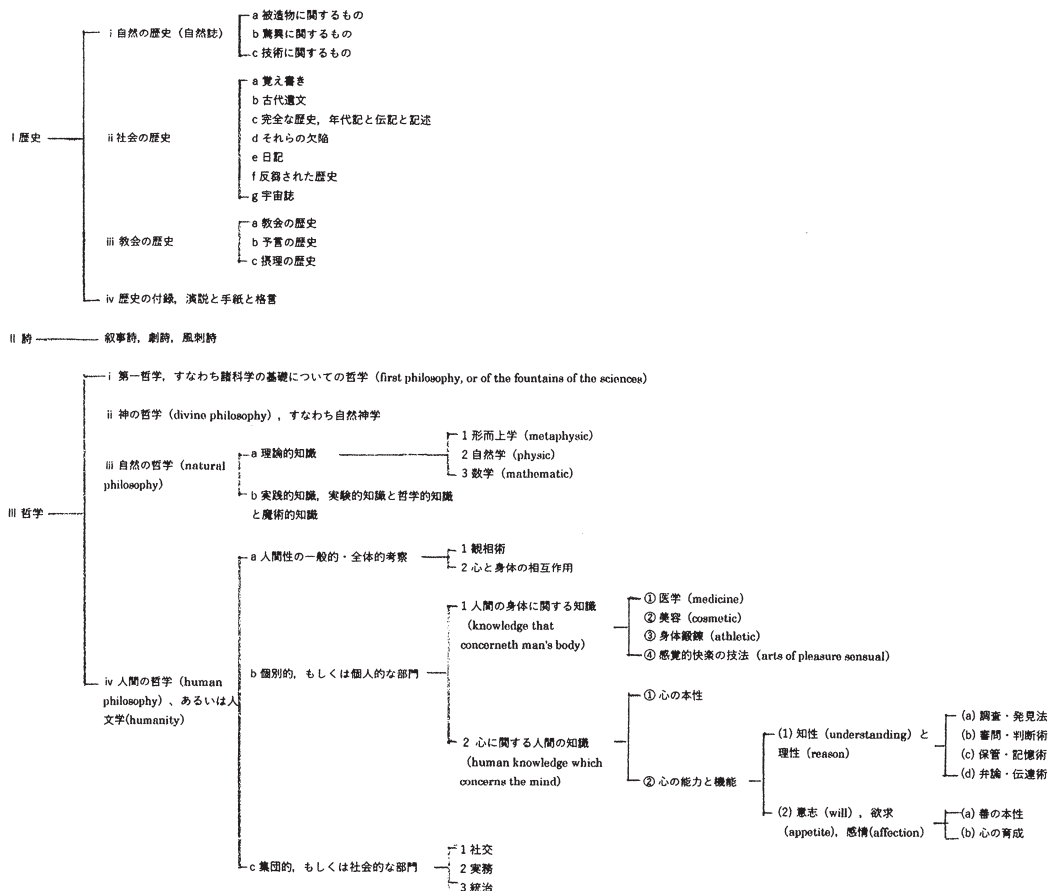 I 歴史
i 自然の歴史（自然誌）
a 被造物に関するもの
b 驚異に関するもの
c 技術に関するもの
ii 社会の歴史
a 覚え書き
b 古代遺文
c 完全な歴史，年代記と伝記と記述
d それらの欠陥
e 日記
f 反芻された歴史
g 宇宙誌
iii 教会の歴史
a 教会の歴史
b 予言の歴史
c 摂理の歴史
iv 歴史の付録，演説と手紙と格言
II 詩
叙事詩，劇詩，風刺詩
III 哲学
i 第一哲学，すなわち諸科学の基礎についての哲学（first philosophy, or of the fountains of the sciences）
ii 神の哲学（divine philosophy），すなわち自然神学
iii 自然の哲学（natural
philosophy）
a 理論的知識
1 形而上学（metaphysic）
2 自然学（physic）
3 数学（mathematic）
b 実践的知識，実験的知識と哲学的知識
と魔術的知識
iv 人間の哲学（human
philosophy）、あるいは人
文学(humanity)
a 人間性の一般的・全体的考察
1 観相術
2 心と身体の相互作用
b 個別的，もしくは個人的な部門
1 人間の身体に関する知識
（knowledge that
concerneth man's body）
① 医学（medicine）
② 美容（cosmetic）
③ 身体鍛錬（athletic）
④ 感覚的快楽の技法（arts of pleasure sensual）
2 心に関する人間の知識
（human knowledge which
concerns the mind）
① 心の本性
② 心の能力と機能
(1) 知性（understanding）と
理性（reason）
(a) 調査・発見法
(b) 審問・判断術
(c) 保管・記憶術
(d) 弁論・伝達術
(2) 意志（will），欲求
（appetite），感情(affection）
(a) 善の本性
(b) 心の育成
c 集団的，もしくは社会的な部門
1 社交
2 実務
3 統治